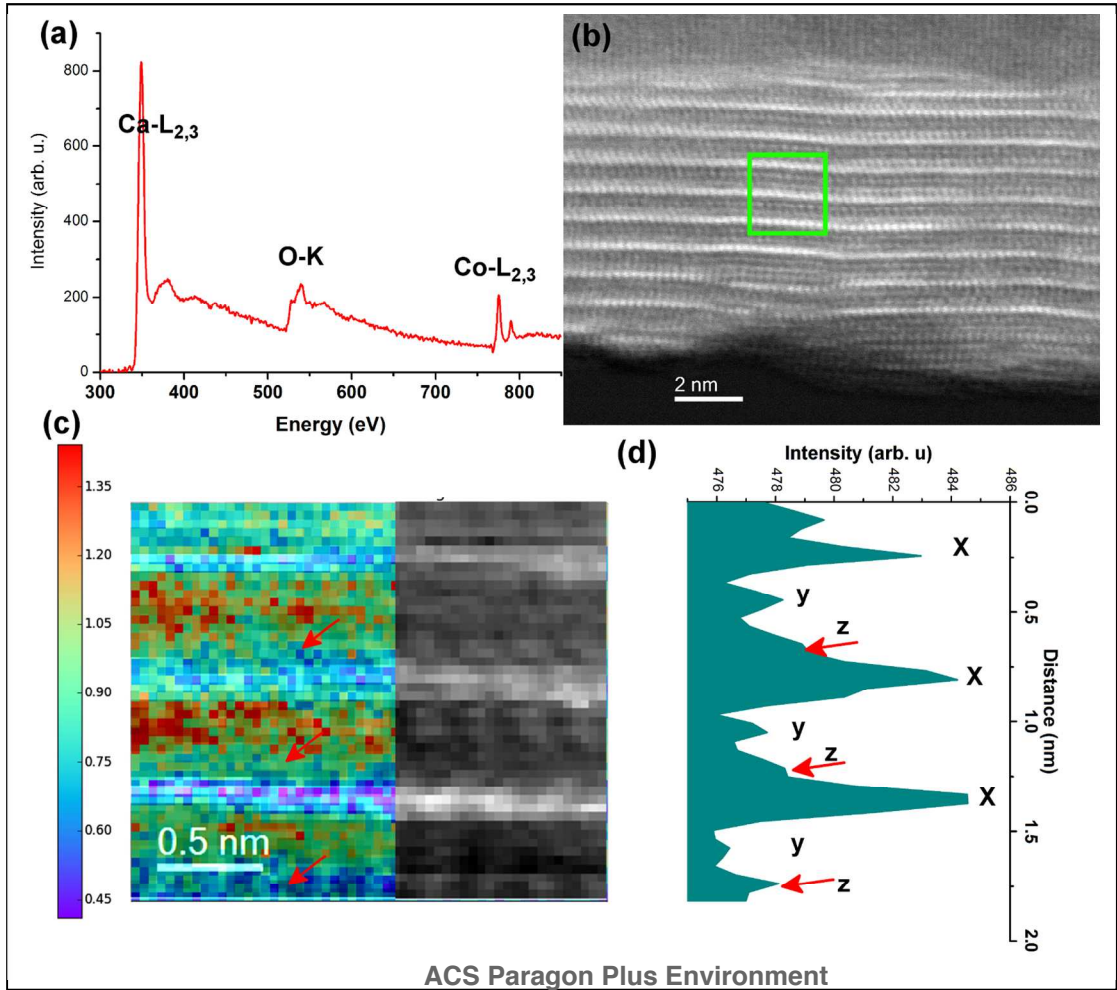 (a)
800
600
400
200
0
Intensity (arb. u.)
Ca-L2,3
O-K
Co-L2,3
300 400 500 600 700 800
Energy (eV)
(b)
2 nm
(c)
1.35
1.20
1.05
0.90
0.75
0.60
0.45
0.5 nm
(d)
Intensity (arb. u)
476 478 480 482 484 486
0.0
0.5
1.0
1.5
2.0
Distance (nm)
X
y
z
X
y
z
X
y
z
ACS Paragon Plus Environment